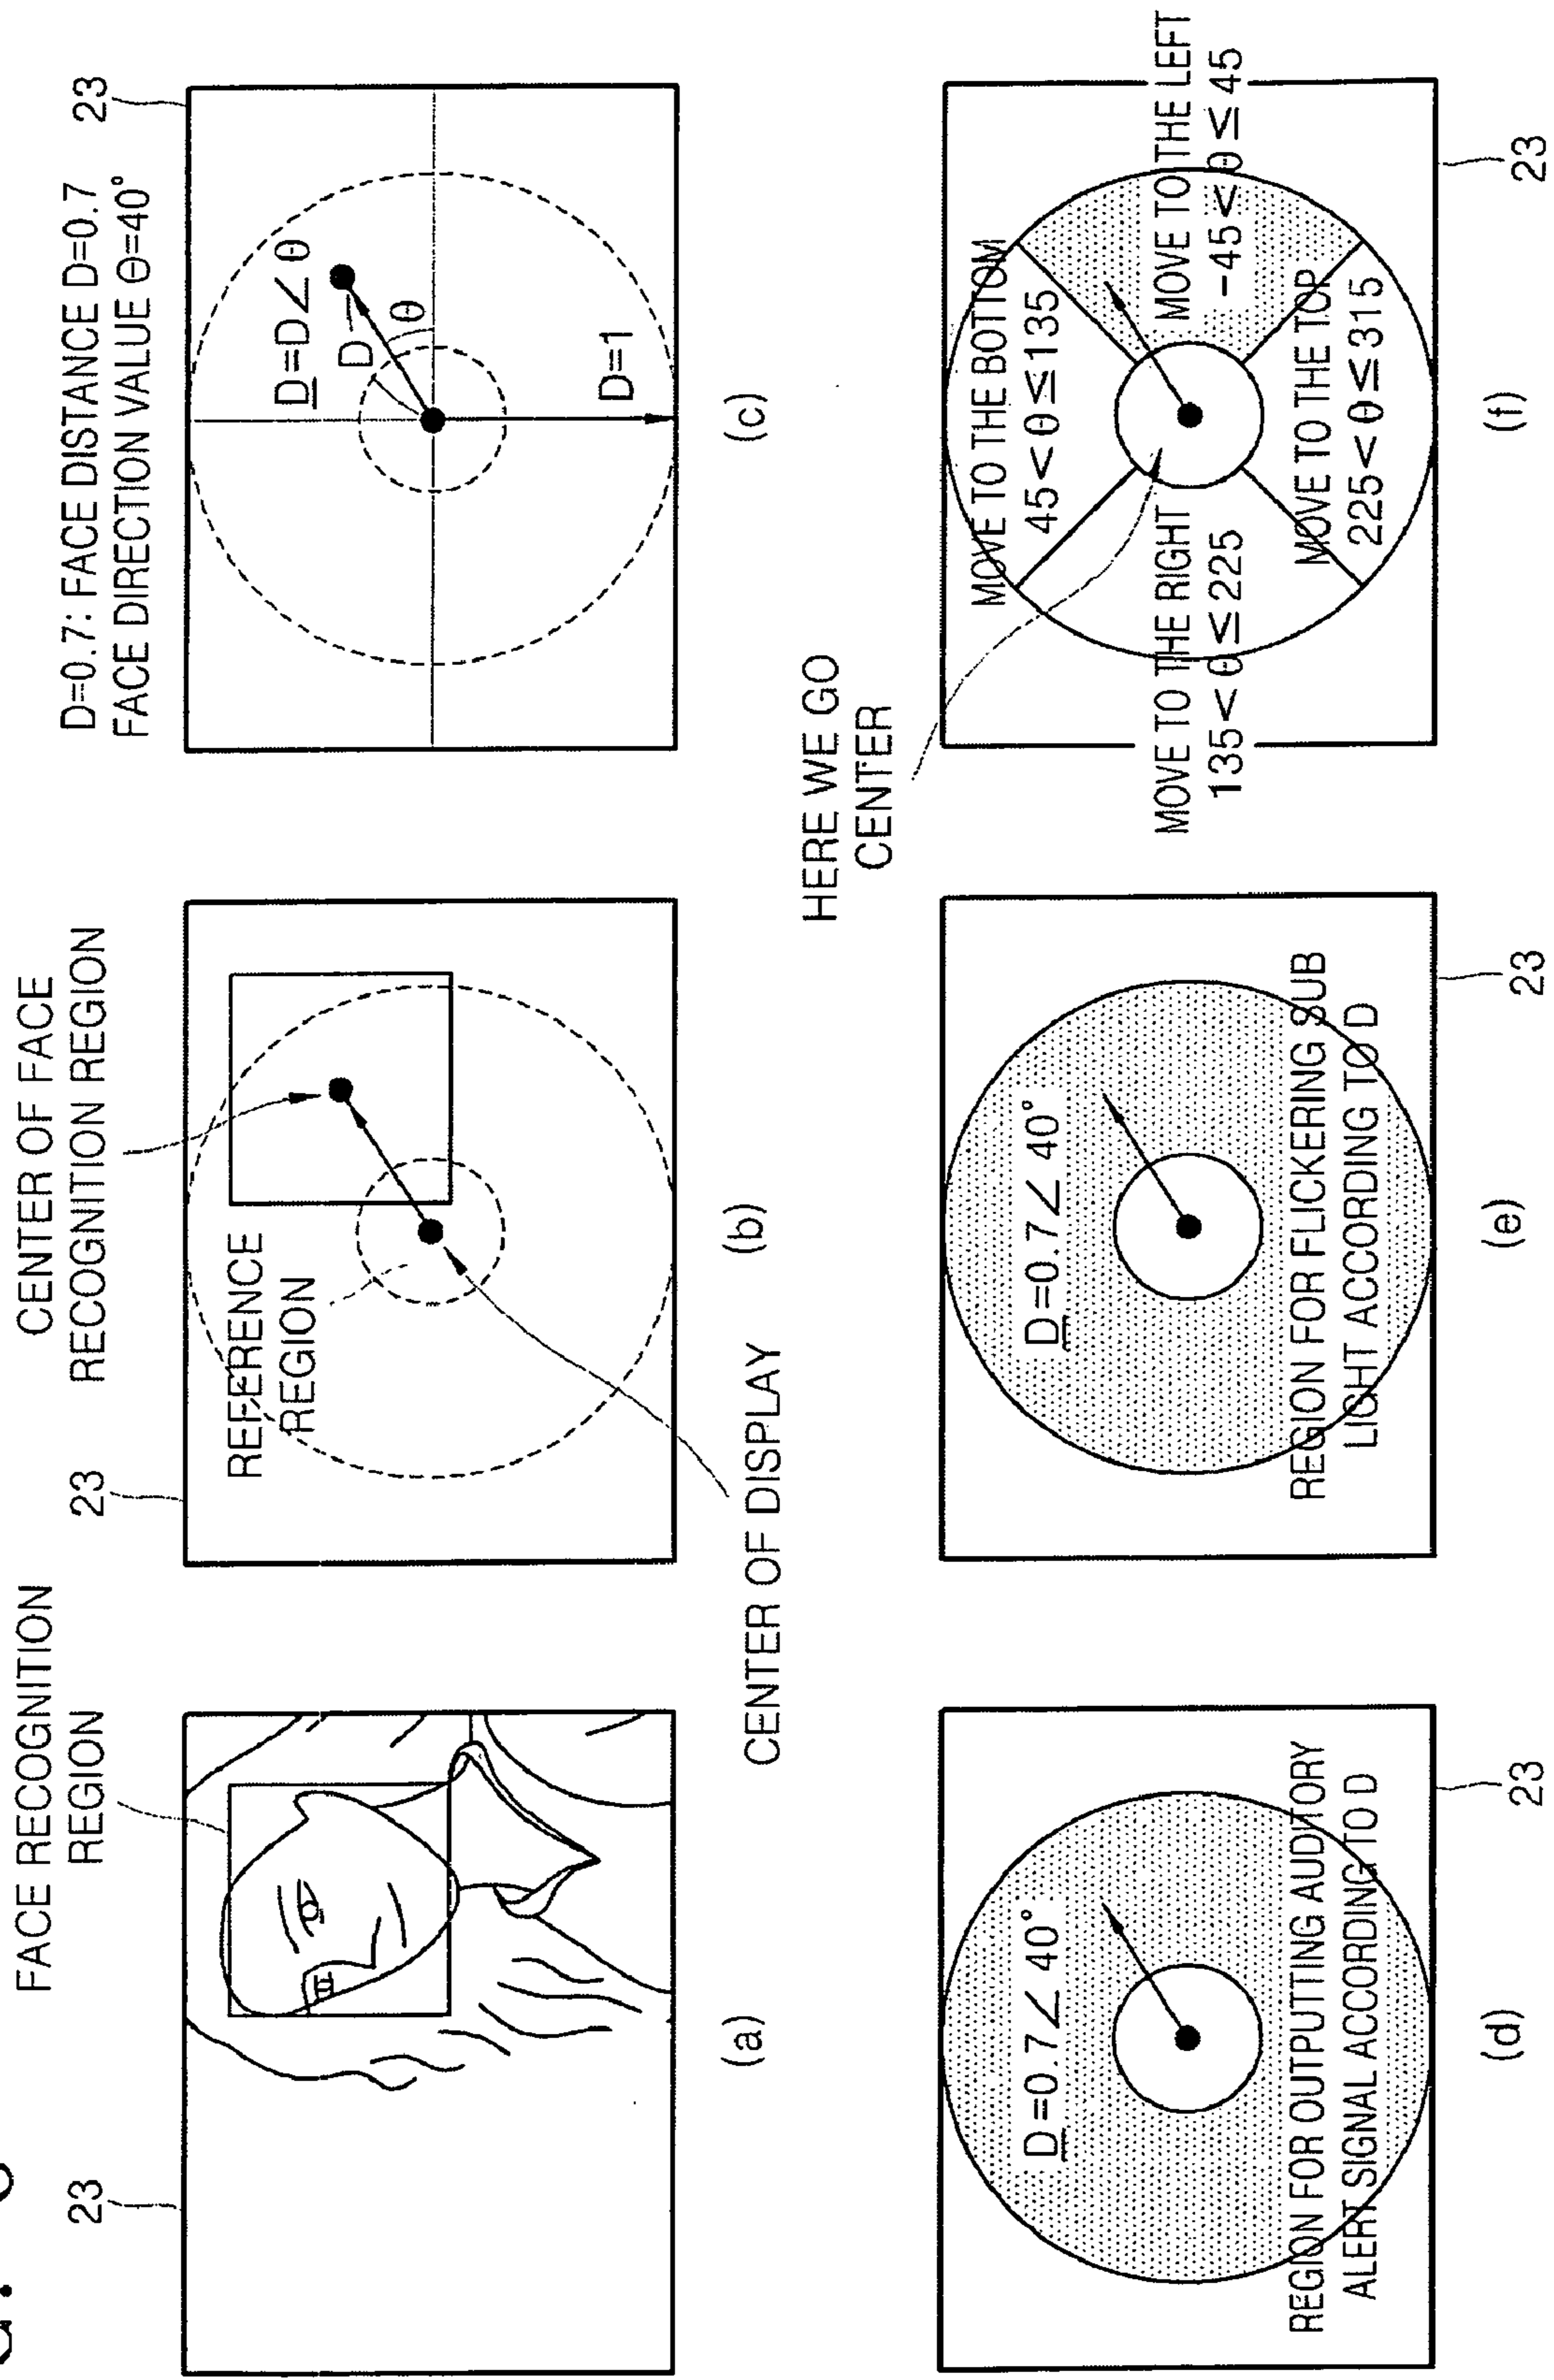 FACE RECOGNITION
REGION
23
(a)
CENTER OF FACE
RECOGNITION REGION
23
REFERENCE
REGION
CENTER OF DISPLAY
(b)
D=0.7: FACE DISTANCE D=0.7
FACE DIRECTION VALUE Θ=40°
23
D=D∠θ
D
θ
D=1
(c)
D=0.7∠ 40°
REGION FOR OUTPUTTING AUDITORY
ALERT SIGNAL ACCORDING TO D
23
(d)
D=0.7∠ 40°
REGION FOR FLICKERING SUB
LIGHT ACCORDING TO D
23
(e)
HERE WE GO
CENTER
MOVE TO THE BOTTOM
45<θ≤135
MOVE TO THE RIGHT
135<θ≤225
MOVE TO THE LEFT
-45<θ≤45
MOVE TO THE TOP
225<θ≤315
23
(f)